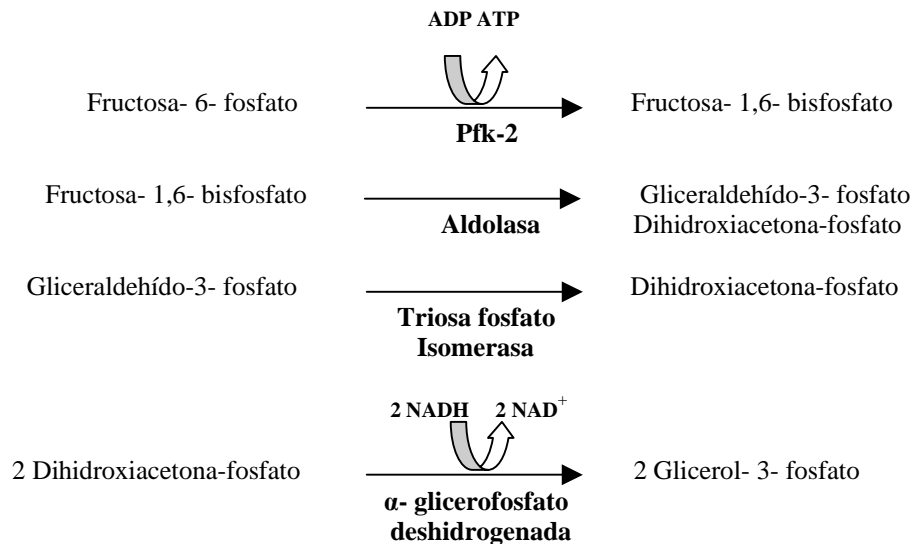 ADP ATP
Fructosa- 6- fosfato
Fructosa- 1,6- bisfosfato
Pfk-2
Fructosa- 1,6- bisfosfato
Gliceraldehído-3- fosfato
Aldolasa
Dihidroxiacetona-fosfato
Gliceraldehído-3- fosfato
Dihidroxiacetona-fosfato
Triosa fosfato
Isomerasa
2 NADH 2 NAD+
2 Dihidroxiacetona-fosfato
2 Glicerol- 3- fosfato
α- glicerofosfato
deshidrogenada